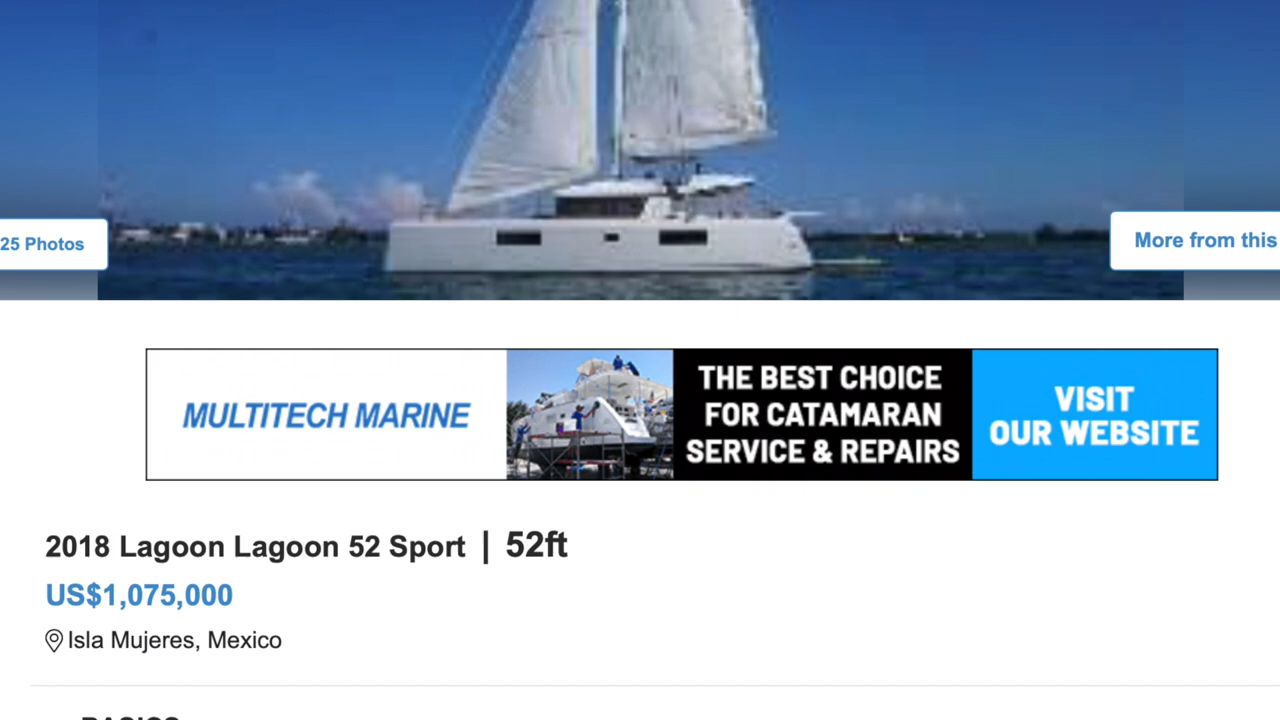 25 Photos
More from this
MULTITECH MARINE
THE BEST CHOICE
FOR CATAMARAN
SERVICE & REPAIRS
VISIT
OUR WEBSITE
2018 Lagoon Lagoon 52 Sport | 52ft
US$1,075,000
Isla Mujeres, Mexico
BASICS